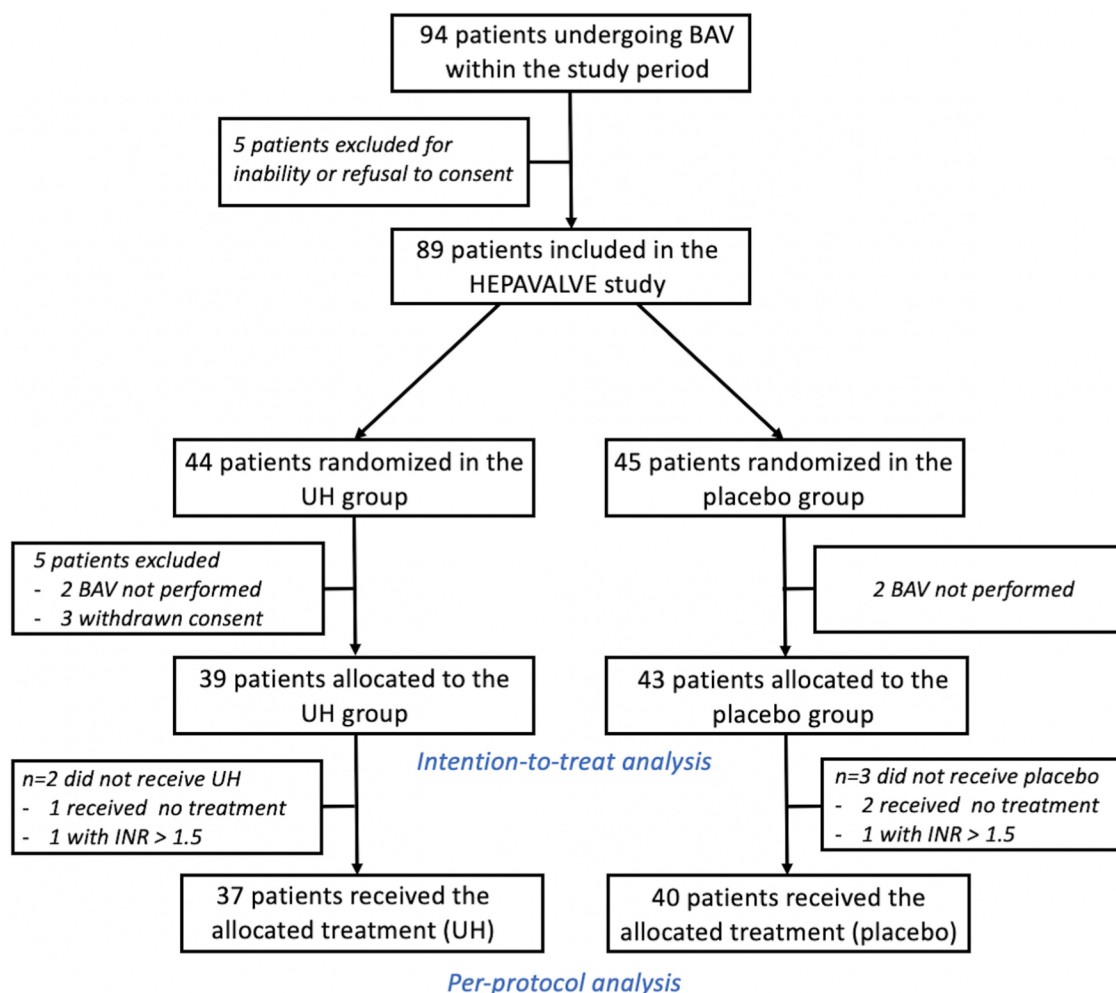 94 patients undergoing BAV
within the study period
5 patients excluded for
inability or refusal to consent
89 patients included in the
HEPAVALVE study
44 patients randomized in the
UH group
45 patients randomized in the
placebo group
5 patients excluded
- 2 BAV not performed
- 3 withdrawn consent
2 BAV not performed
39 patients allocated to the
UH group
43 patients allocated to the
placebo group
Intention-to-treat analysis
n=2 did not receive UH
- 1 received no treatment
- 1 with INR > 1.5
n=3 did not receive placebo
- 2 received no treatment
- 1 with INR > 1.5
37 patients received the
allocated treatment (UH)
40 patients received the
allocated treatment (placebo)
Per-protocol analysis